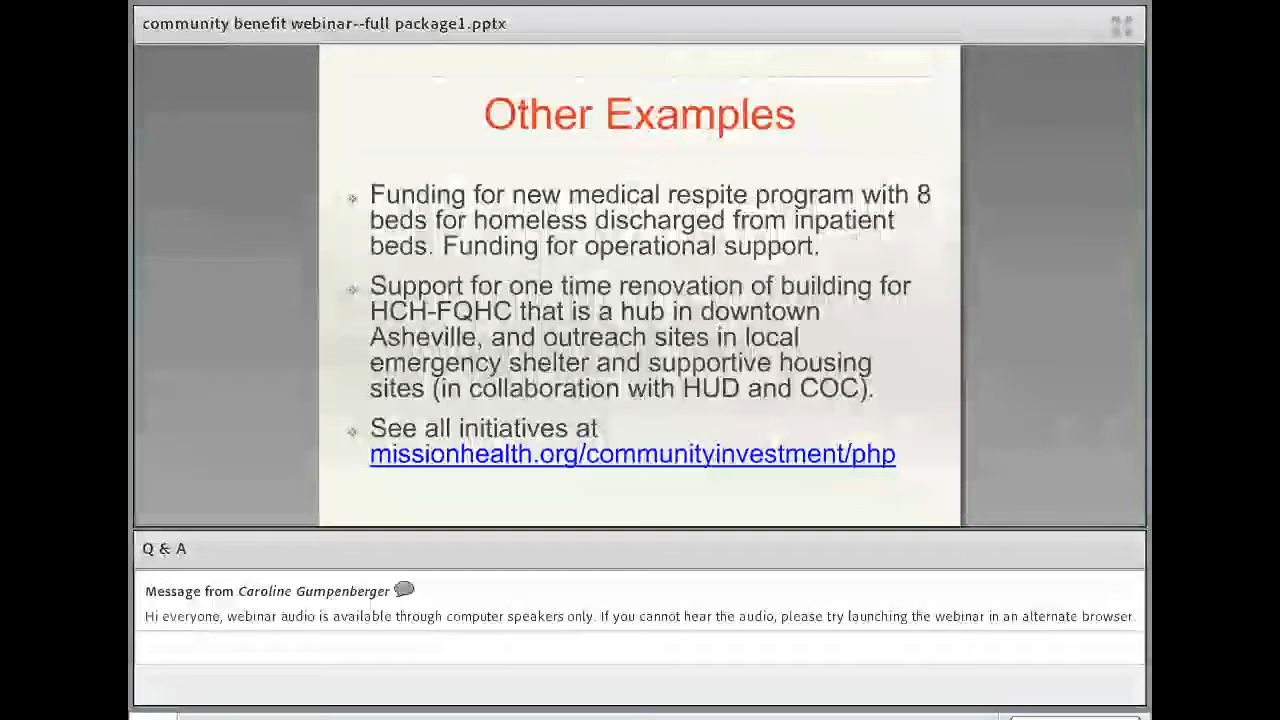 community benefit webinar--full package1.pptx
Other Examples
Funding for new medical respite program with 8
beds for homeless discharged from inpatient
beds. Funding for operational support.
Support for one time renovation of building for
HCH-FQHC that is a hub in downtown
Asheville, and outreach sites in local
emergency shelter and supportive housing
sites (in collaboration with HUD and COC).
See all initiatives at
missionhealth.org/communityinvestment/php
Q & A
Message from Caroline Gumpenberger
Hi everyone, webinar audio is available through computer speakers only. If you cannot hear the audio, please try launching the webinar in an alternate browser.